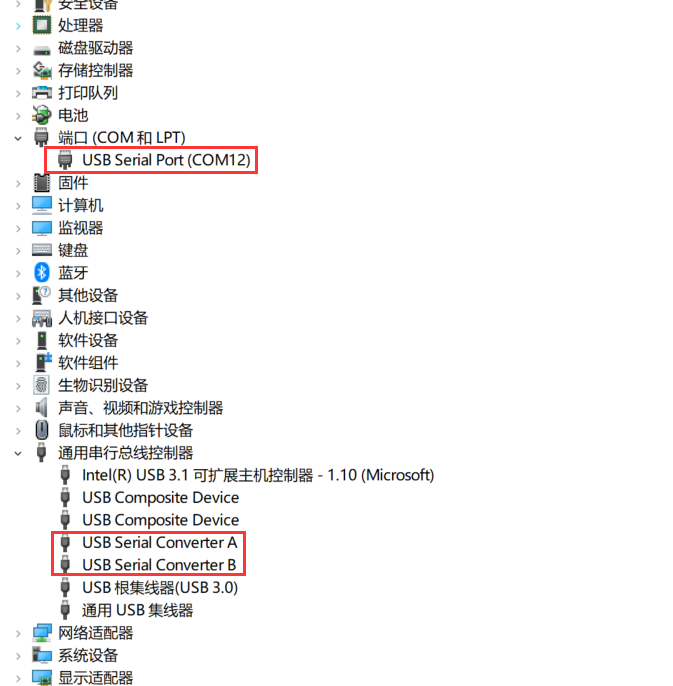 安全设备
处理器
磁盘驱动器
存储控制器
打印队列
电池
端口 (COM 和 LPT)
USB Serial Port (COM12)
固件
计算机
监视器
键盘
蓝牙
其他设备
人机接口设备
软件设备
软件组件
生物识别设备
声音、视频和游戏控制器
鼠标和其他指针设备
通用串行总线控制器
Intel(R) USB 3.1 可扩展主机控制器 - 1.10 (Microsoft)
USB Composite Device
USB Composite Device
USB Serial Converter A
USB Serial Converter B
USB 根集线器(USB 3.0)
通用 USB 集线器
网络适配器
系统设备
显示适配器